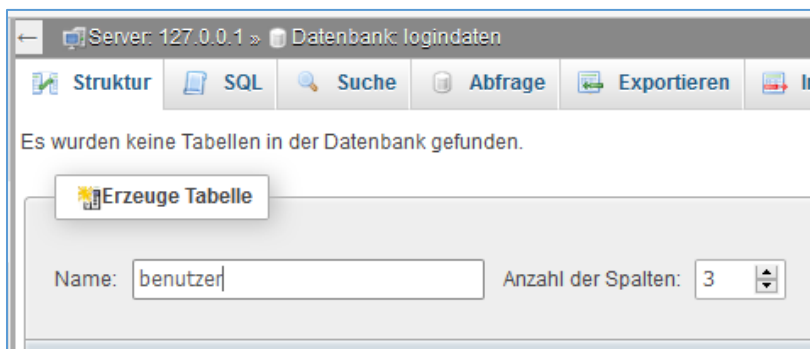 ← Server: 127.0.0.1 » Datenbank: logindaten
Struktur SQL Suche Abfrage Exportieren
Es wurden keine Tabellen in der Datenbank gefunden.
Erzeuge Tabelle
Name: benutzer Anzahl der Spalten: 3